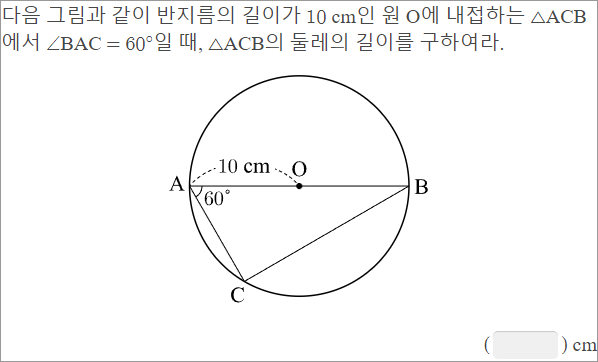 다음 그림과 같이 반지름의 길이가 10 cm인 원 O에 내접하는 △ACB
에서 ∠BAC = 60°일 때, △ACB의 둘레의 길이를 구하여라.
10 cm
O
A
B
60°
C
( ) cm